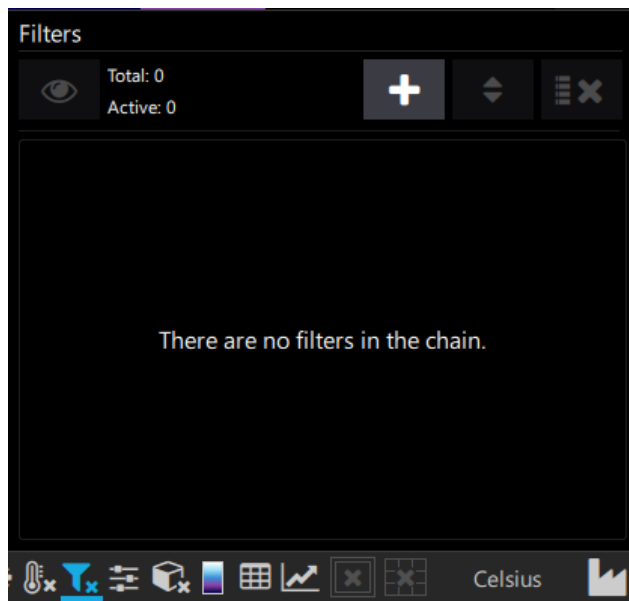 Filters
Total: 0
Active: 0
There are no filters in the chain.
Celsius